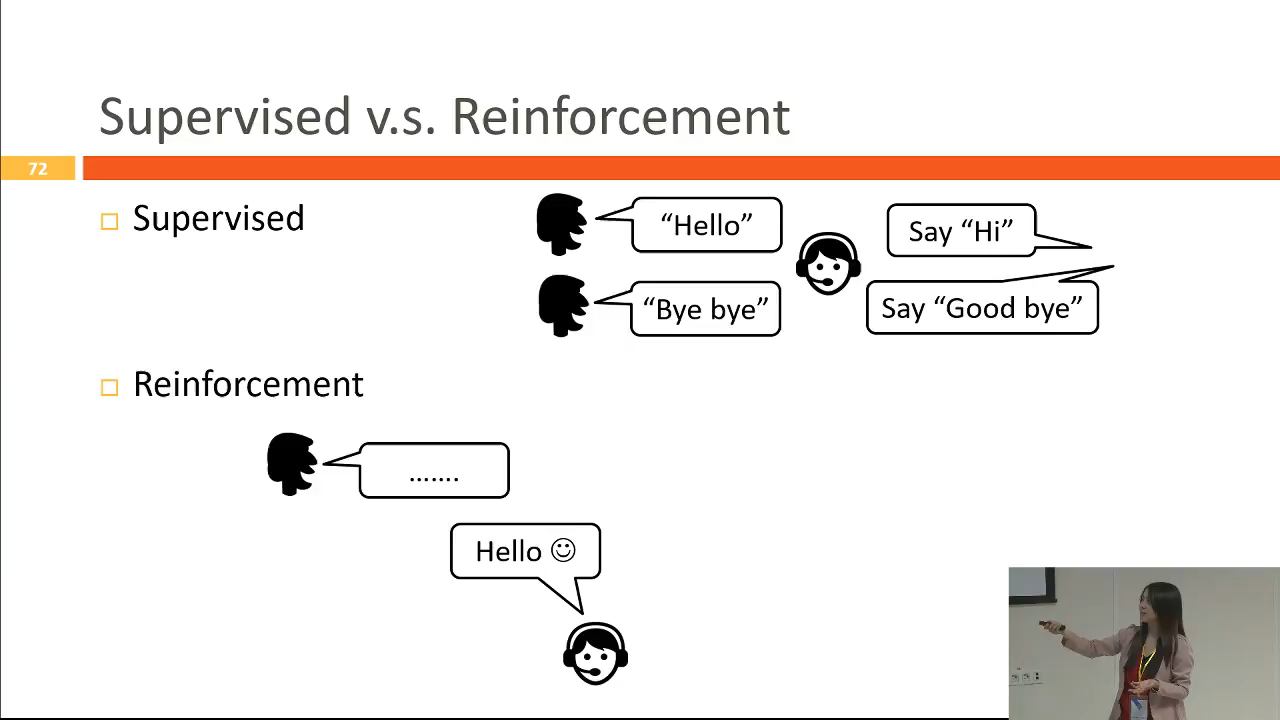 Supervised v.s. Reinforcement
72
Supervised
“Hello”
Say “Hi”
“Bye bye”
Say “Good bye”
Reinforcement
.......
Hello ☺